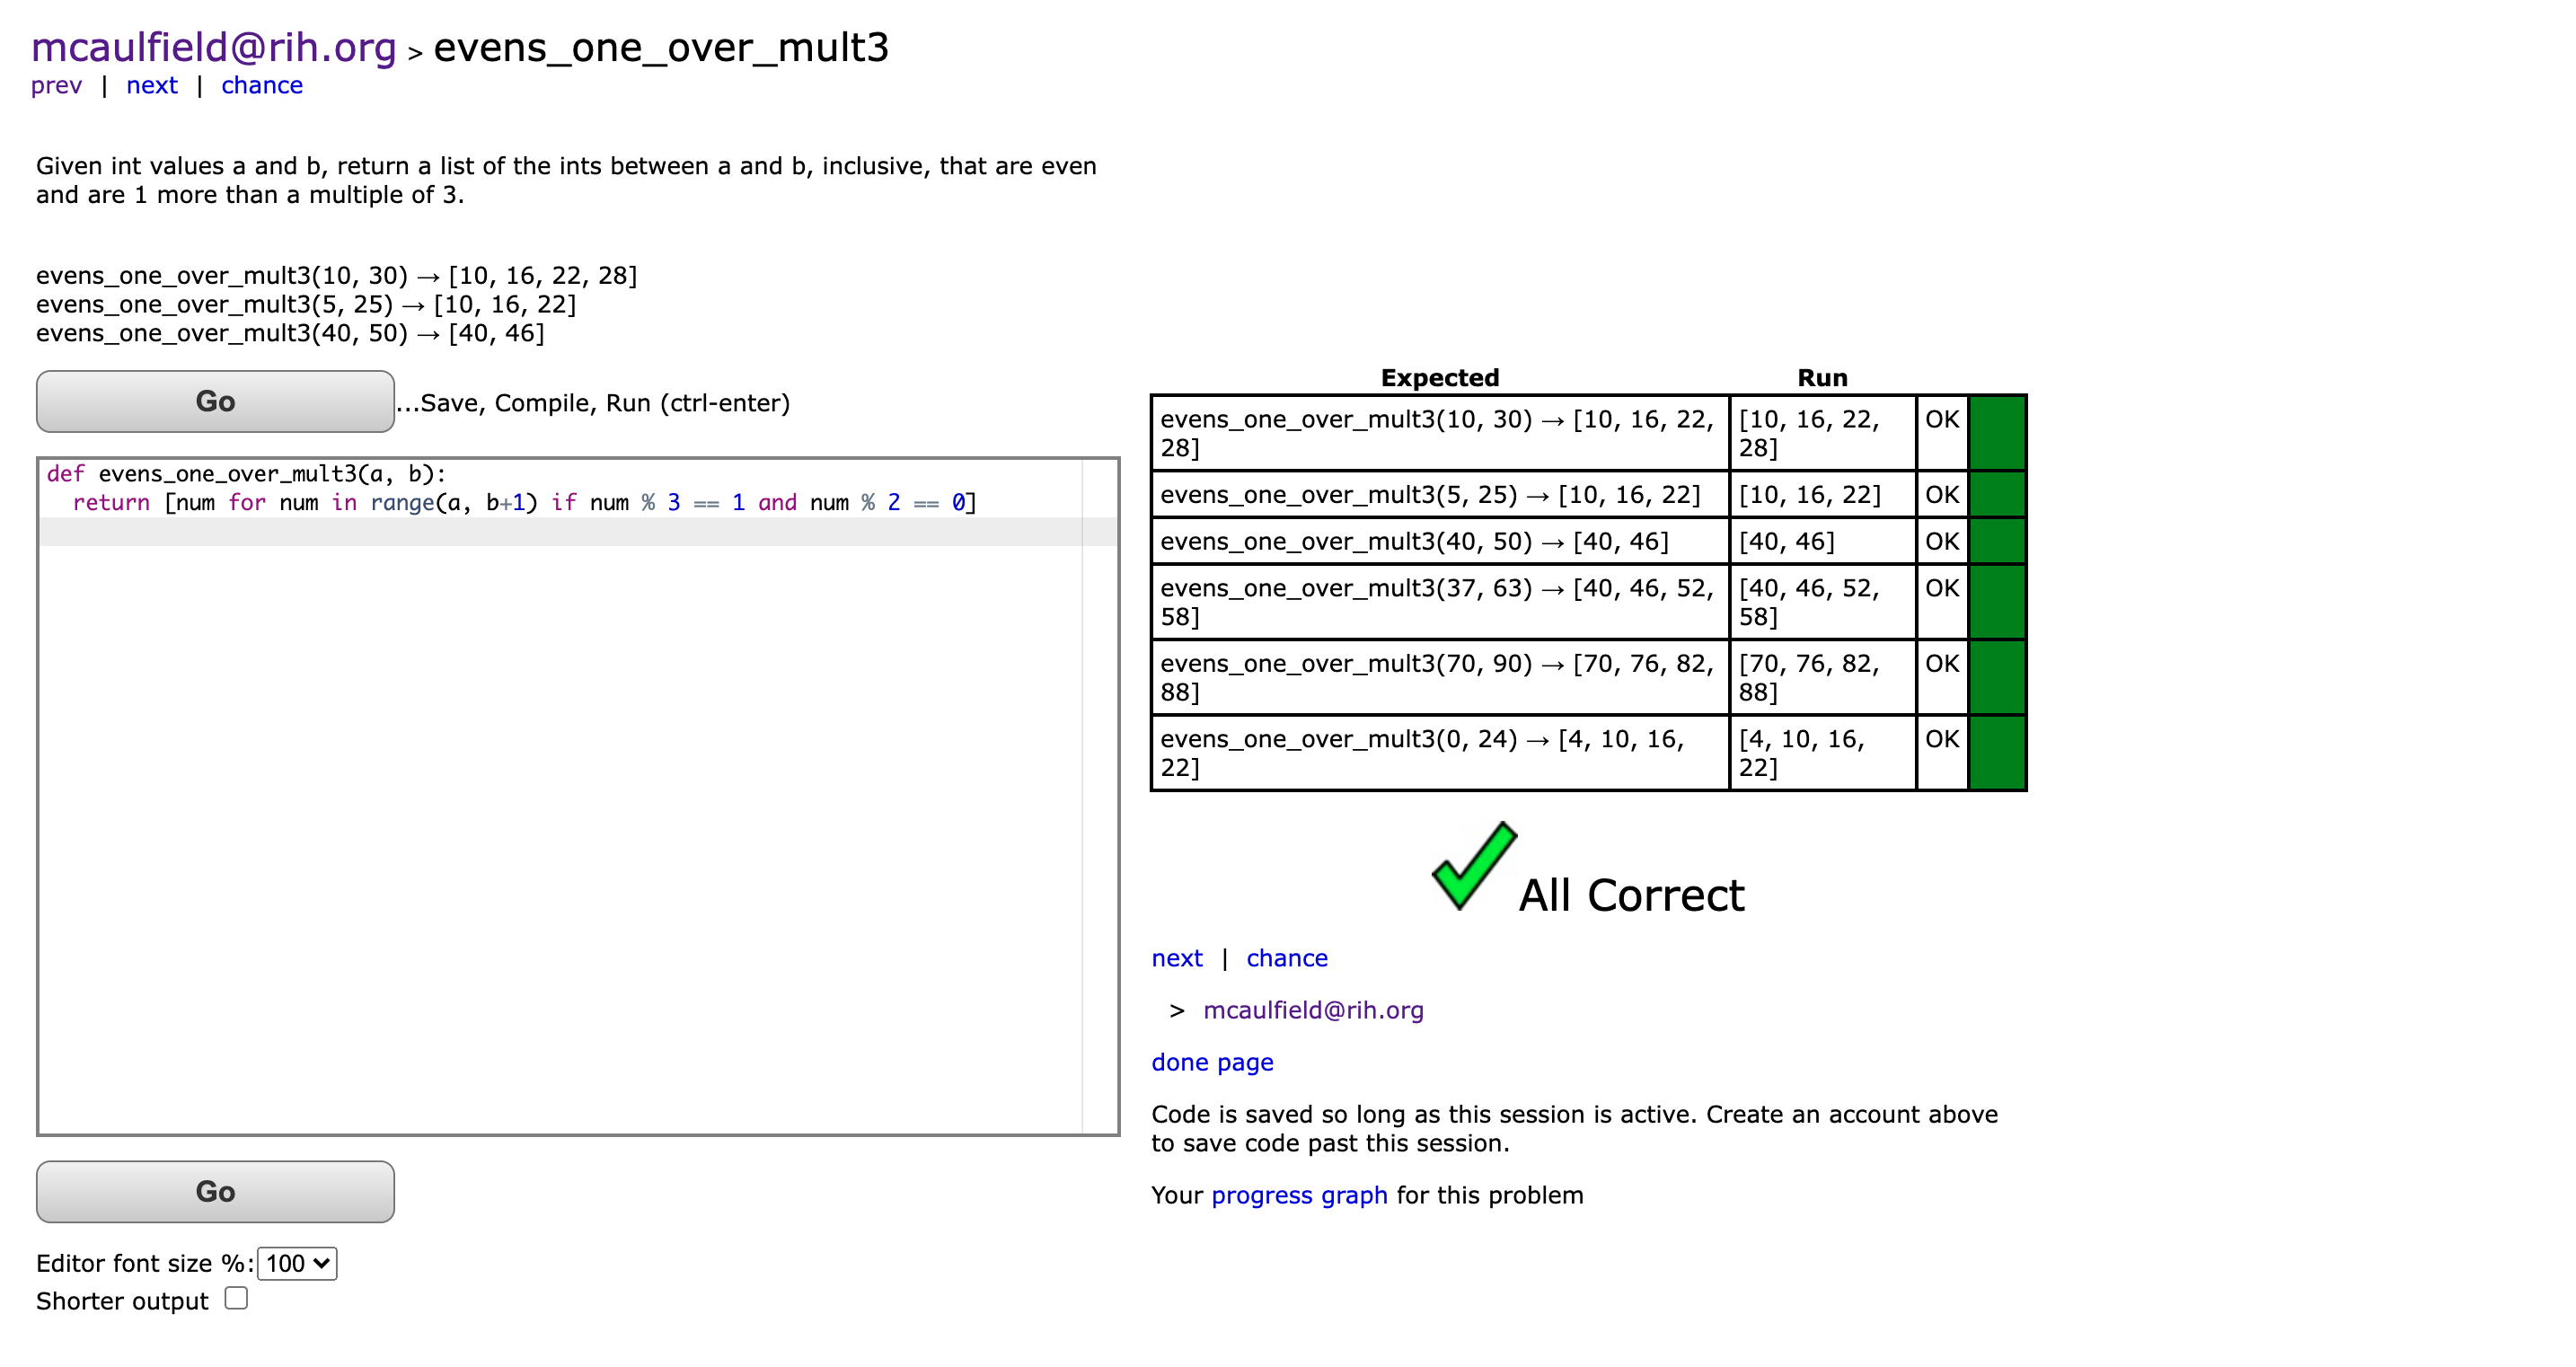 mcaulfield@rih.org > evens_one_over_mult3
prev | next | chance
Given int values a and b, return a list of the ints between a and b, inclusive, that are even
and are 1 more than a multiple of 3.
evens_one_over_mult3(10, 30) → [10, 16, 22, 28]
evens_one_over_mult3(5, 25) → [10, 16, 22]
evens_one_over_mult3(40, 50) → [40, 46]
Go ...Save, Compile, Run (ctrl-enter)
def evens_one_over_mult3(a, b):
  return [num for num in range(a, b+1) if num % 3 == 1 and num % 2 == 0]
Go
Editor font size %: 100
Shorter output
Expected Run
evens_one_over_mult3(10, 30) → [10, 16, 22, [10, 16, 22, OK
28] 28]
evens_one_over_mult3(5, 25) → [10, 16, 22] [10, 16, 22] OK
evens_one_over_mult3(40, 50) → [40, 46] [40, 46] OK
evens_one_over_mult3(37, 63) → [40, 46, 52, [40, 46, 52, OK
58] 58]
evens_one_over_mult3(70, 90) → [70, 76, 82, [70, 76, 82, OK
88] 88]
evens_one_over_mult3(0, 24) → [4, 10, 16, [4, 10, 16, OK
22] 22]
All Correct
next | chance
> mcaulfield@rih.org
done page
Code is saved so long as this session is active. Create an account above
to save code past this session.
Your progress graph for this problem